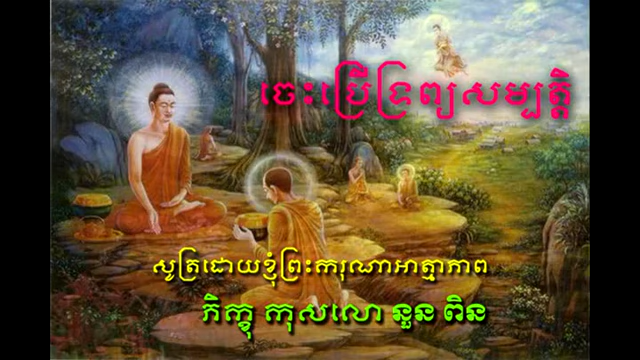 ចេះប្រើទ្រព្យសម្បត្តិ
សូត្រដោយខ្ញុំព្រះករុណាអាត្មាភាព
ភិក្ខុ កុសលោ នួន ពិន